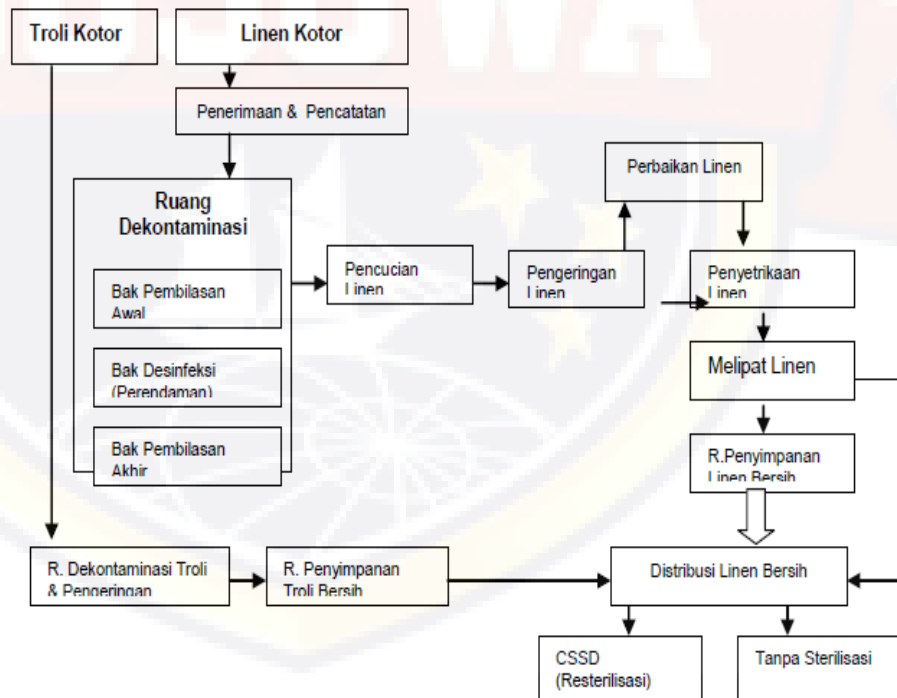 Troli Kotor
Linen Kotor
Penerimaan & Pencatatan
Ruang
Dekontaminasi
Bak Pembilasan
Awal
Bak Desinfeksi
(Perendaman)
Bak Pembilasan
Akhir
Pencucian
Linen
Pengeringan
Linen
Perbaikan Linen
Penyetrikaan
Linen
Melipat Linen
R.Penyimpanan
Linen Bersih
R. Dekontaminasi Troli
& Pengeringan
R. Penyimpanan
Troli Bersih
Distribusi Linen Bersih
CSSD
(Resterilisasi)
Tanpa Sterilisasi